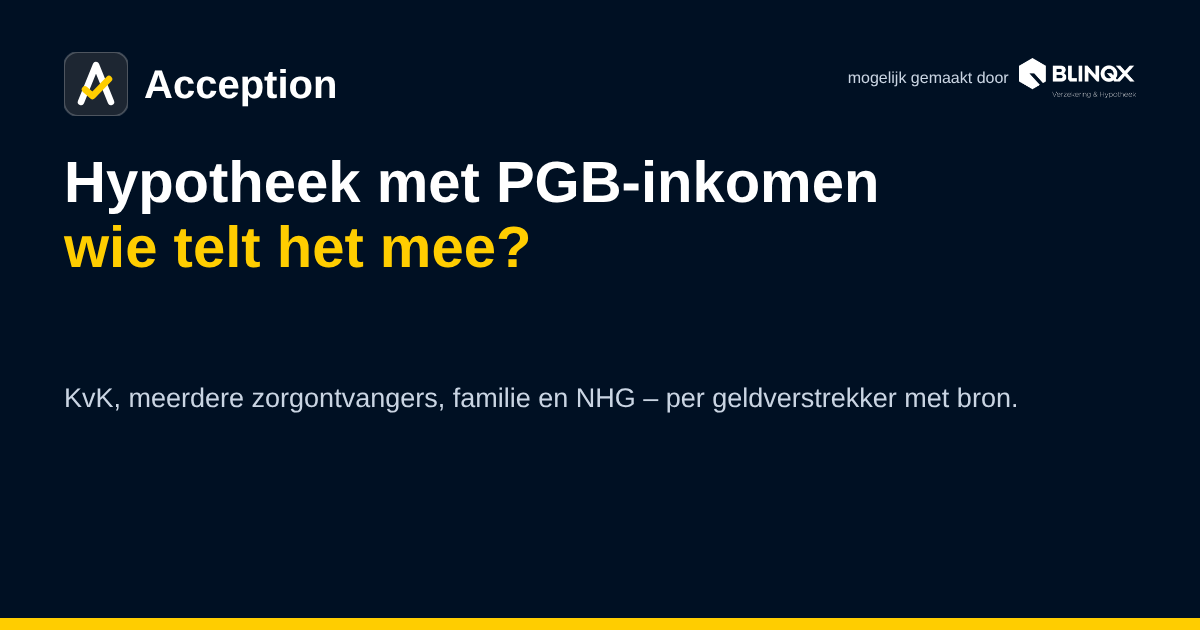 Acception
mogelijk gemaakt door
BLINQX
Verzekering & Hypotheek
Hypotheek met PGB-inkomen
wie telt het mee?
KvK, meerdere zorgontvangers, familie en NHG – per geldverstrekker met bron.